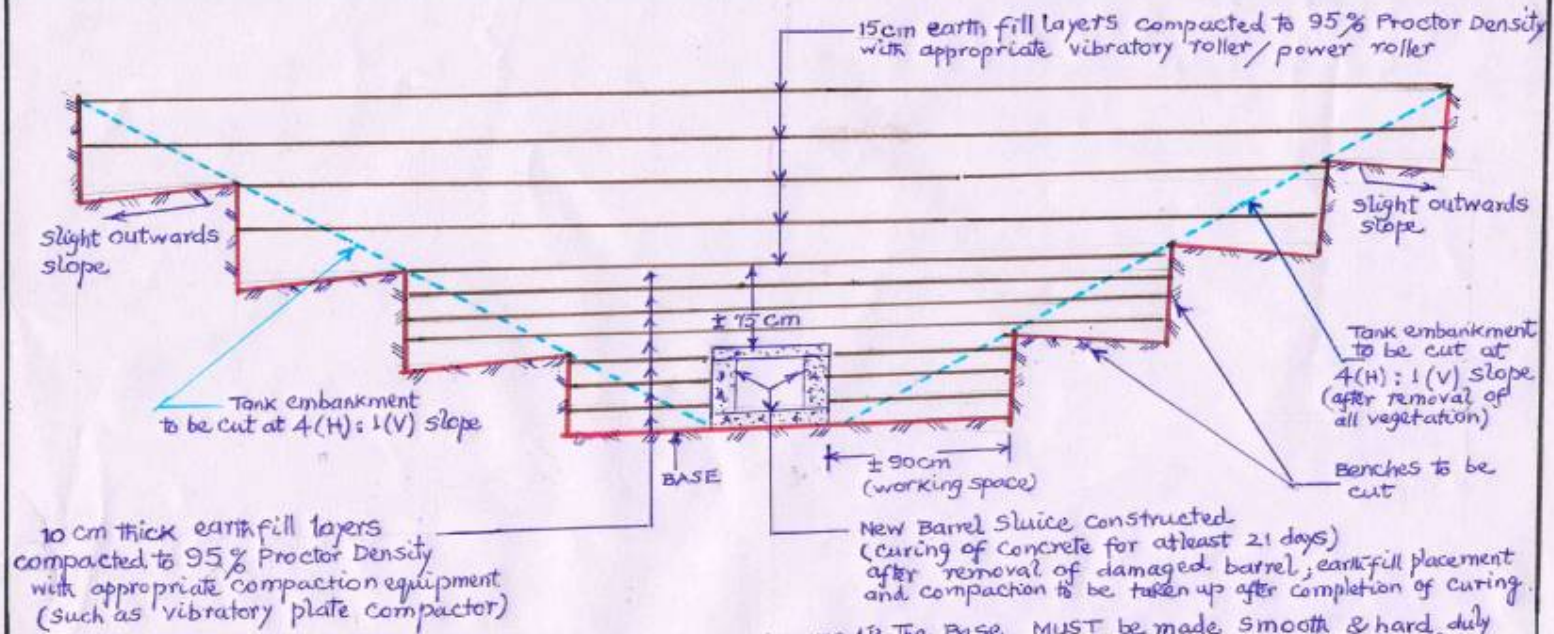 15cm earth fill layers compacted to 95% Proctor Density
with appropriate vibratory roller/power roller
Slight outwards
slope
Slight outwards
slope
± 75 cm
Tank embankment
to be cut at 4(H):1(V) slope
Tank embankment
to be cut at
4(H):1(V) slope
(after removal of
all vegetation)
BASE
± 90cm
(working space)
Benches to be
cut
10 cm thick earthfill layers
compacted to 95% Proctor Density
with appropriate compaction equipment
(such as vibratory plate compactor)
New Barrel Sluice constructed
(curing of concrete for atleast 21 days)
after removal of damaged barrel; earthfill placement
and compaction to be taken up after completion of curing.
The Base MUST be made smooth & hard duly